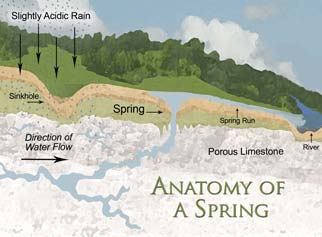 Slightly Acidic Rain
Sinkhole
Spring
Spring Run
River
Direction of
Water Flow
Porous Limestone
ANATOMY OF
A SPRING